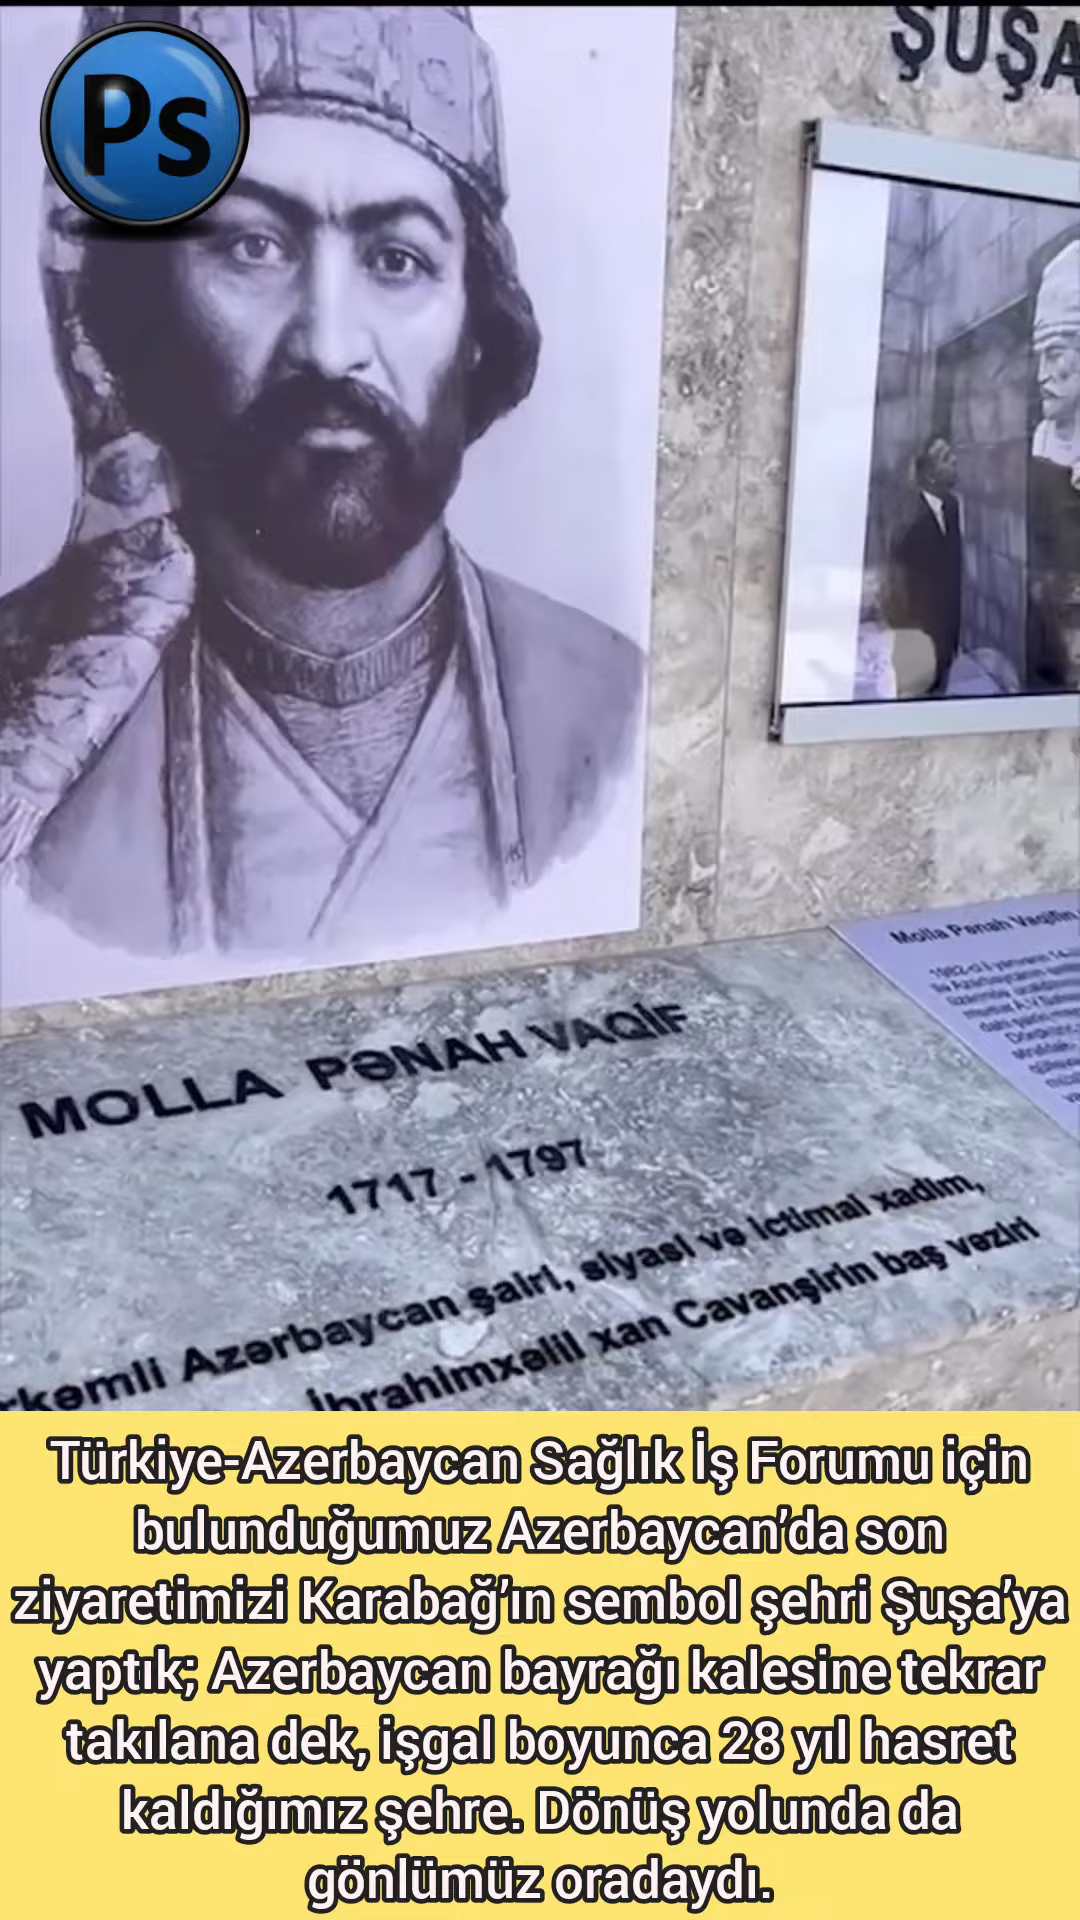 Ps
ŞUŞA
Molla Pənah Vaqifin
MOLLA PƏNAH VAQİF
1717 - 1797
Azərbaycan şairi, siyasi və ictimai xadim,
İbrahimxəlil xan Cavanşirin baş vəziri
Türkiye-Azerbaycan Sağlık İş Forumu için
bulunduğumuz Azerbaycan’da son
ziyaretimizi Karabağ’ın sembol şehri Şuşa’ya
yaptık; Azerbaycan bayrağı kalesine tekrar
takılana dek, işgal boyunca 28 yıl hasret
kaldığımız şehre. Dönüş yolunda da
gönlümüz oradaydı.